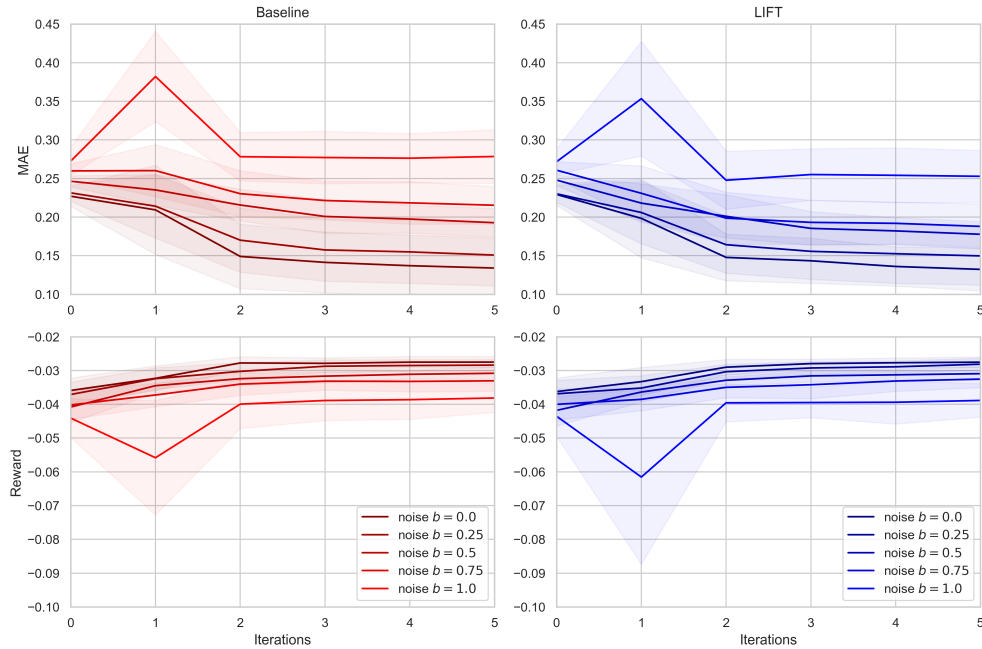 Baseline
LIFT
0.45
0.40
0.35
0.30
0.25
0.20
0.15
0.10
MAE
0 1 2 3 4 5
0.45
0.40
0.35
0.30
0.25
0.20
0.15
0.10
0 1 2 3 4 5
−0.02
−0.03
−0.04
−0.05
−0.06
−0.07
−0.08
−0.09
−0.10
Reward
noise b = 0.0
noise b = 0.25
noise b = 0.5
noise b = 0.75
noise b = 1.0
0 1 2 3 4 5
Iterations
−0.02
−0.03
−0.04
−0.05
−0.06
−0.07
−0.08
−0.09
−0.10
noise b = 0.0
noise b = 0.25
noise b = 0.5
noise b = 0.75
noise b = 1.0
0 1 2 3 4 5
Iterations